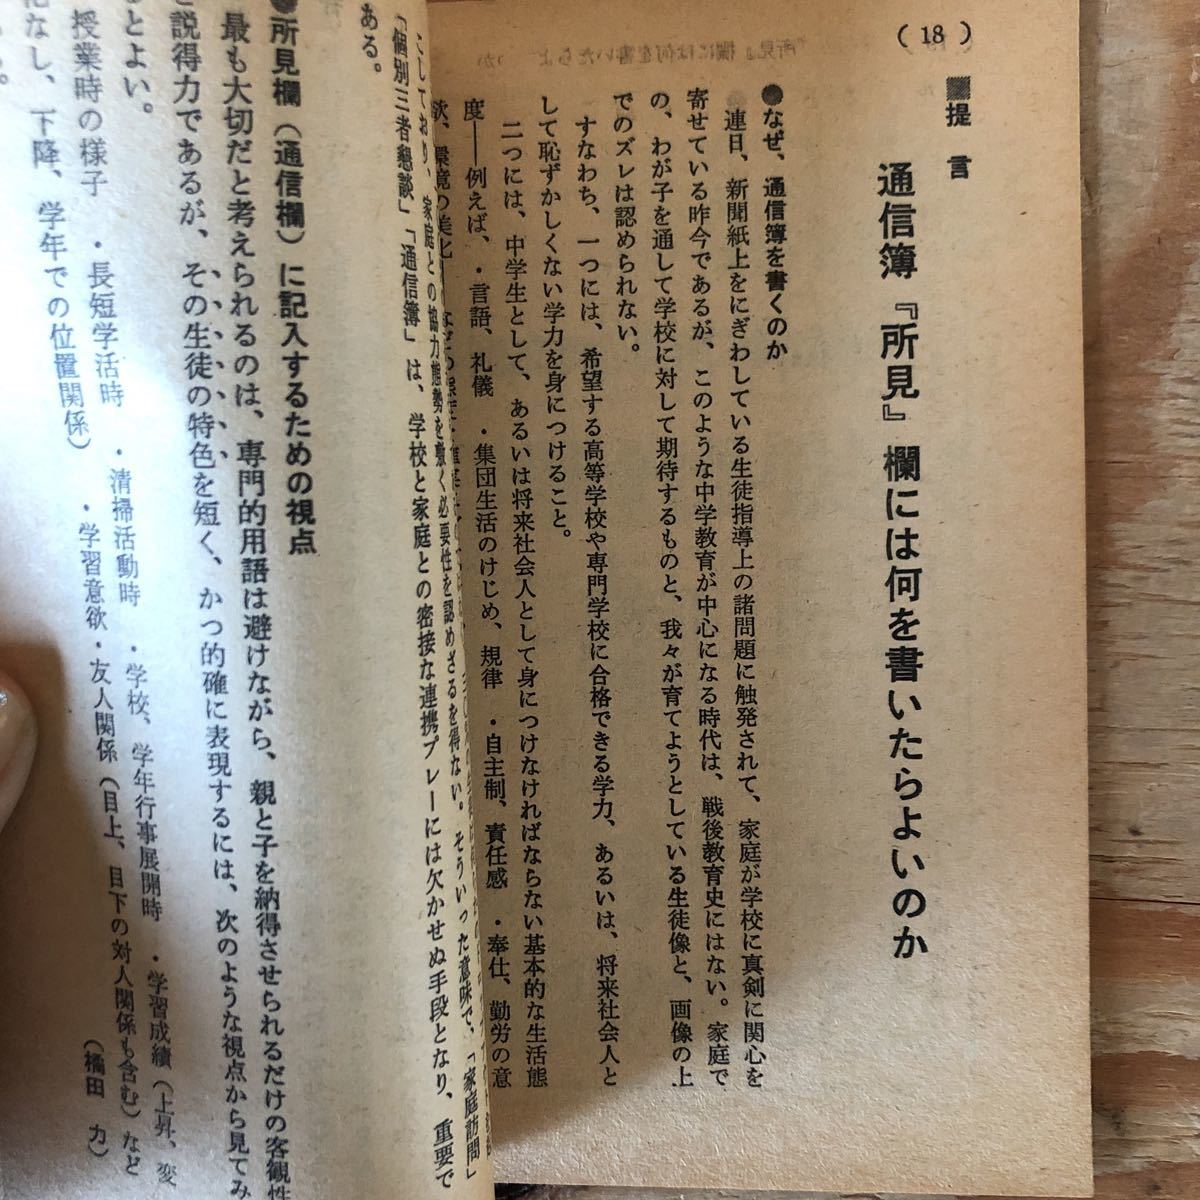 (18)
■提言
通信簿『所見』欄には何を書いたらよいのか
●なぜ、通信簿を書くのか
連日、新聞紙上をにぎわしている生徒指導上の諸問題に触発されて、家庭が学校に真剣に関心を
寄せている昨今であるが、このような中学教育が中心になる時代は、戦後教育史にはない。家庭で
の、わが子を通して学校に対して期待するものと、我々が育てようとしている生徒像と、画像の上
でのズレは認められない。
すなわち、一つには、希望する高等学校や専門学校に合格できる学力、あるいは、将来社会人と
して恥ずかしくない学力を身につけること。
二つには、中学生として、あるいは将来社会人として身につけなければならない基本的な生活態
度――例えば、・言語、礼儀 ・集団生活のけじめ、規律 ・自主制、責任感 ・奉仕、勤労の意
欲、環境の美化
しており、家庭との協力態勢を敷く必要性を認めざるを得ない。そういった意味で、「家庭訪問」
「個別三者懇談」「通信簿」は、学校と家庭との密接な連携プレーには欠かせぬ手段となり、重要で
ある。
●所見欄(通信欄)に記入するための視点
最も大切だと考えられるのは、専門的用語は避けながら、親と子を納得させられるだけの客観性
と説得力であるが、その生徒の特色を短く、かつ的確に表現するには、次のような視点から見てみ
るとよい。
授業時の様子 ・長短学活時 ・清掃活動時 ・学校、学年行事展開時 ・学習成績(上昇、変
化なし、下降、学年での位置関係) ・学習意欲・友人関係(目上、目下の対人関係も含む)など
(橘田 力)